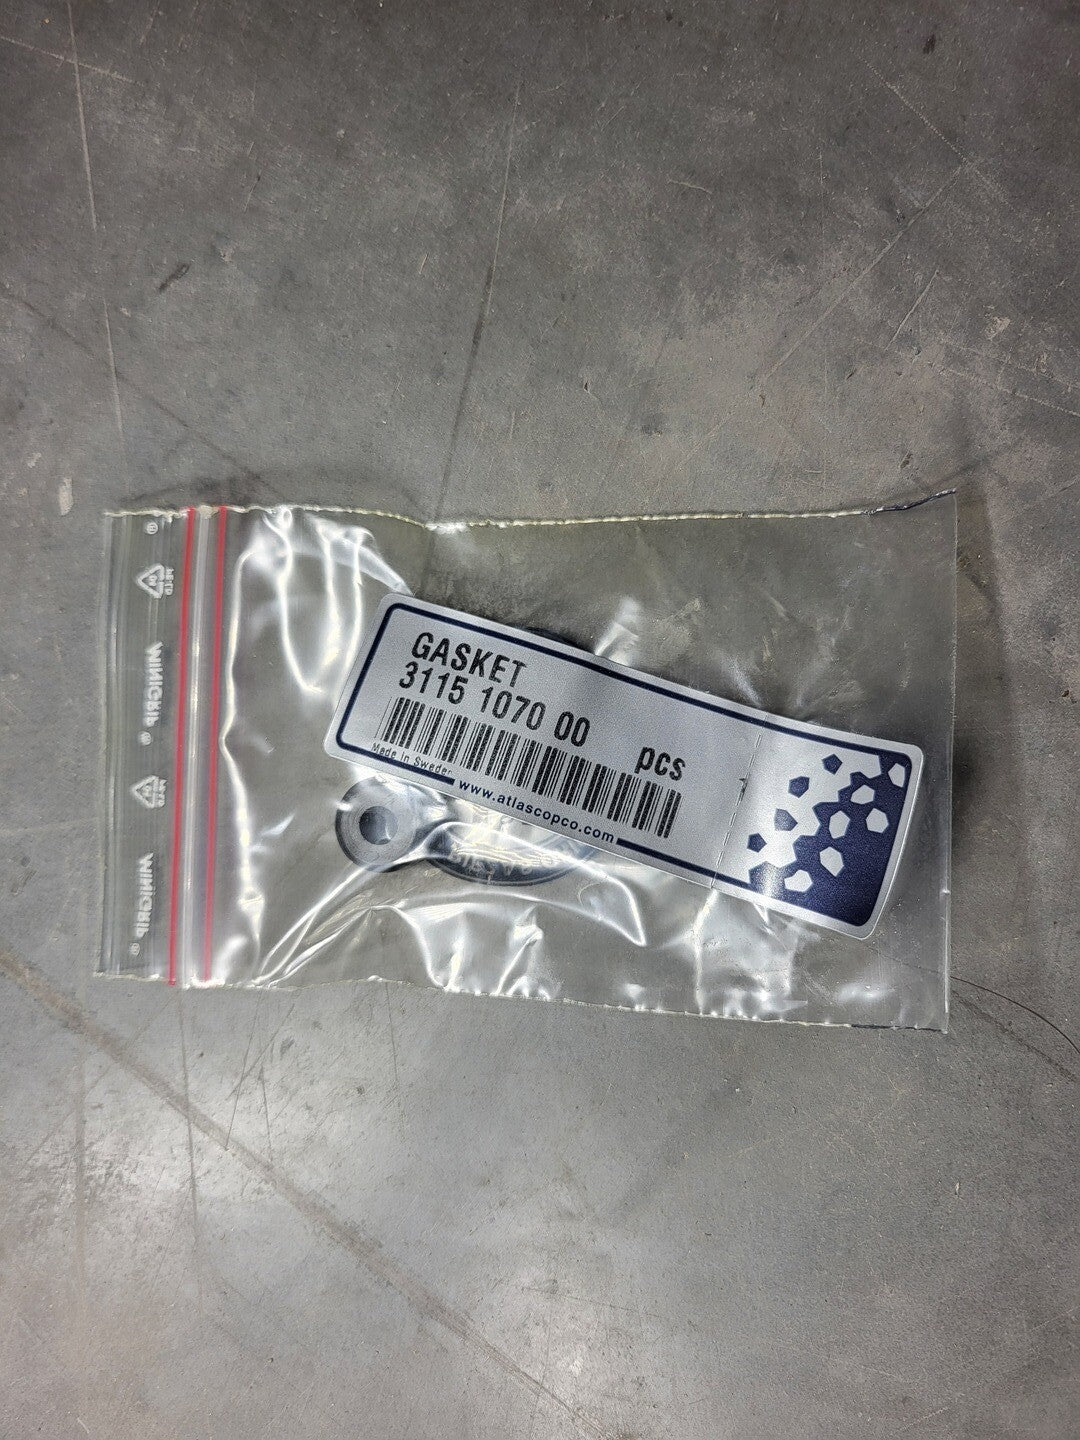 GASKET
3115 1070 00
pcs
Made in Sweden
www.atlascopco.com
®
MINIGRIP ®
MINIGRIP ®